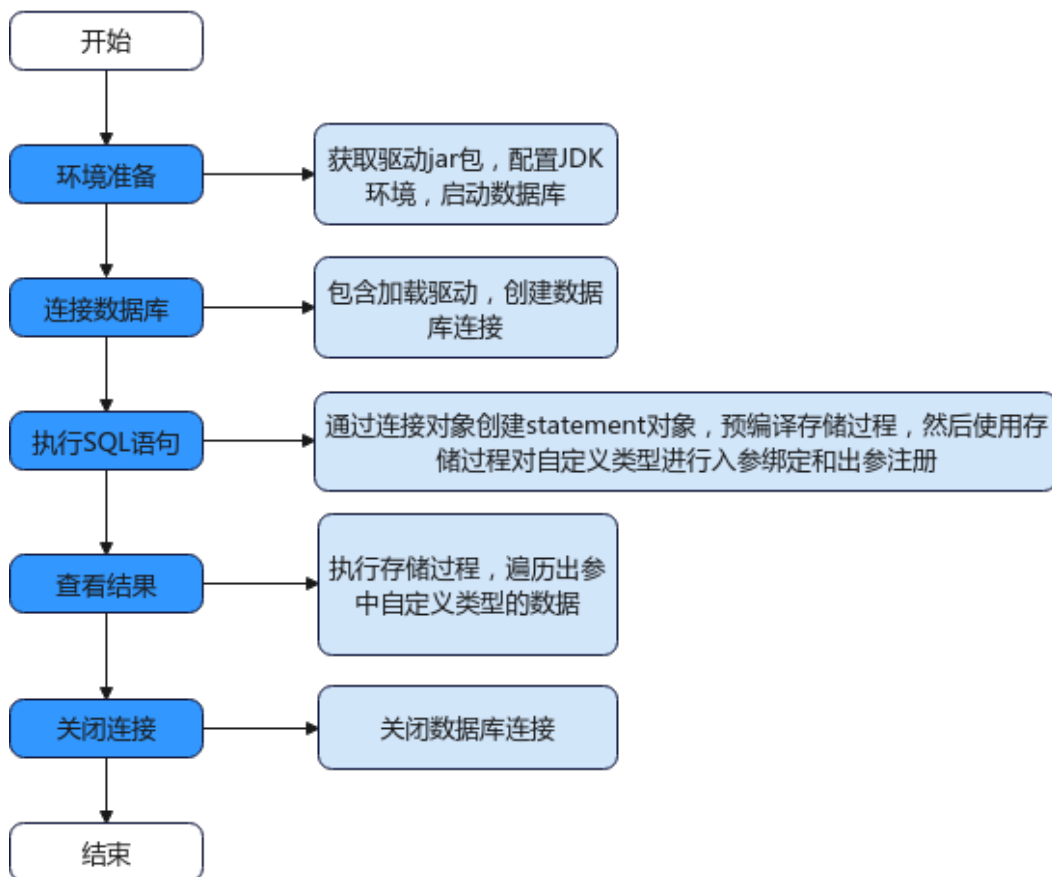 开始
环境准备
获取驱动jar包，配置JDK
环境，启动数据库
连接数据库
包含加载驱动，创建数据
库连接
执行SQL语句
通过连接对象创建statement对象，预编译存储过程，然后使用存
储过程对自定义类型进行入参绑定和出参注册
查看结果
执行存储过程，遍历出参
中自定义类型的数据
关闭连接
关闭数据库连接
结束